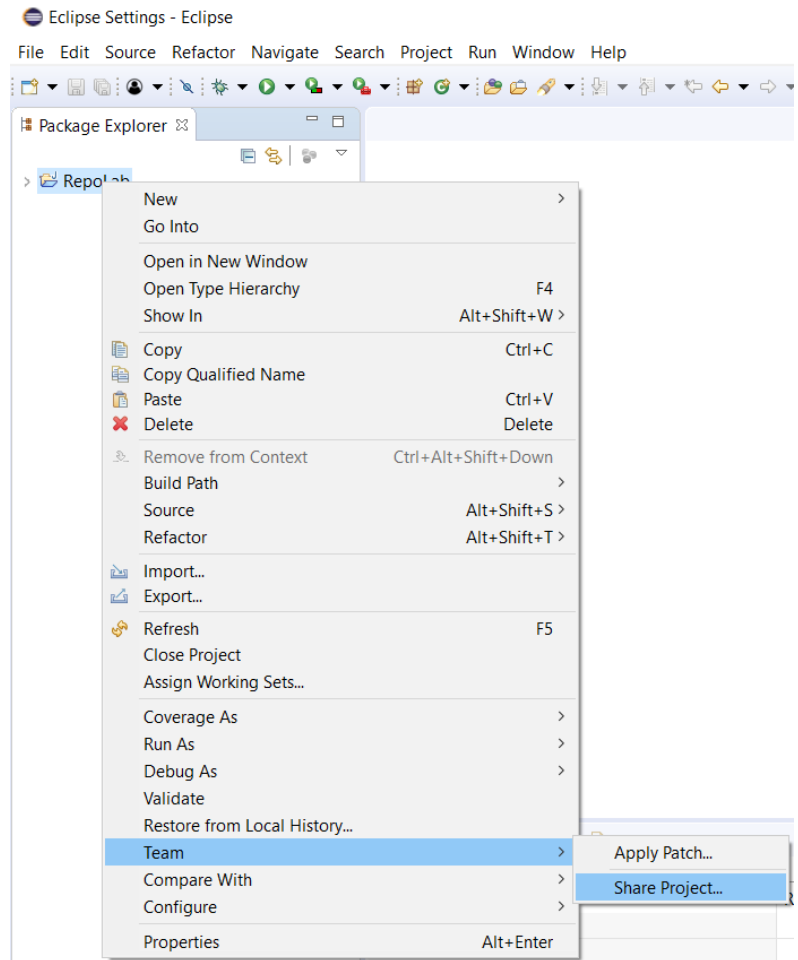 Eclipse Settings - Eclipse
File Edit Source Refactor Navigate Search Project Run Window Help
Package Explorer
RepoLab
New
Go Into
Open in New Window
Open Type Hierarchy F4
Show In Alt+Shift+W
Copy Ctrl+C
Copy Qualified Name
Paste Ctrl+V
Delete Delete
Remove from Context Ctrl+Alt+Shift+Down
Build Path
Source Alt+Shift+S
Refactor Alt+Shift+T
Import...
Export...
Refresh F5
Close Project
Assign Working Sets...
Coverage As
Run As
Debug As
Validate
Restore from Local History...
Team
Apply Patch...
Compare With
Share Project...
Configure
Properties Alt+Enter